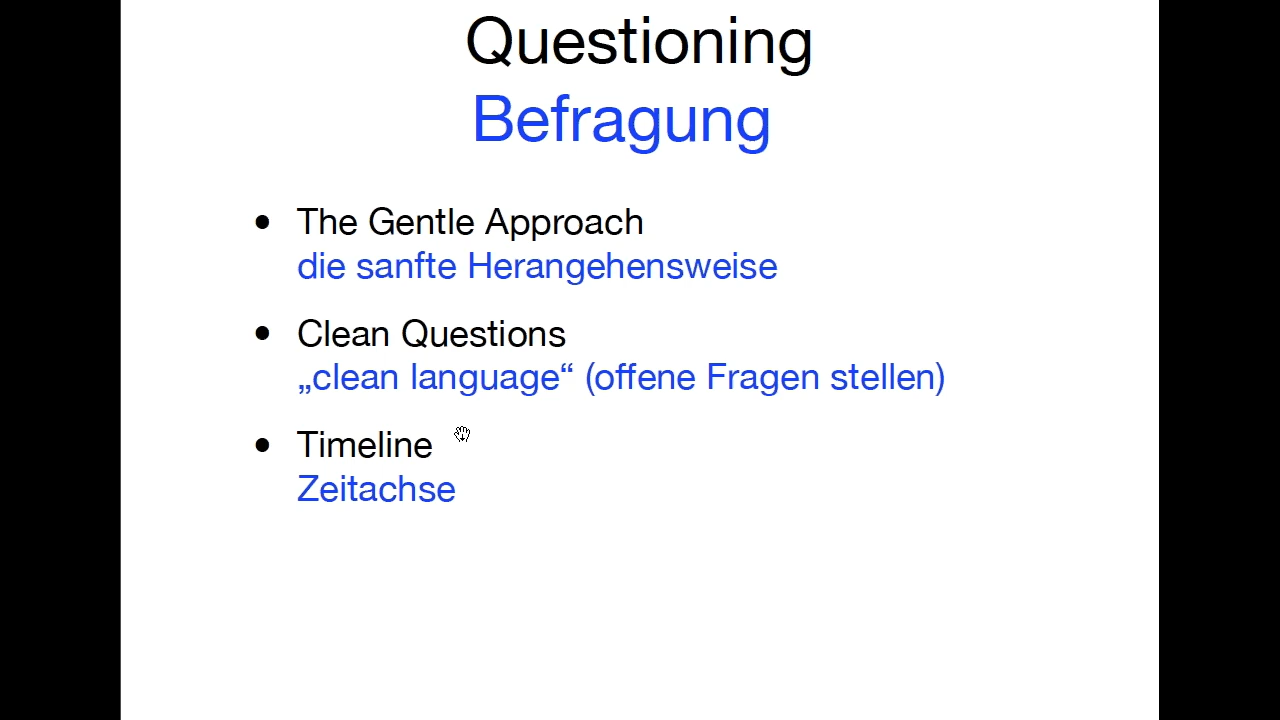 Questioning
Befragung
• The Gentle Approach
die sanfte Herangehensweise
• Clean Questions
„clean language“ (offene Fragen stellen)
• Timeline
Zeitachse